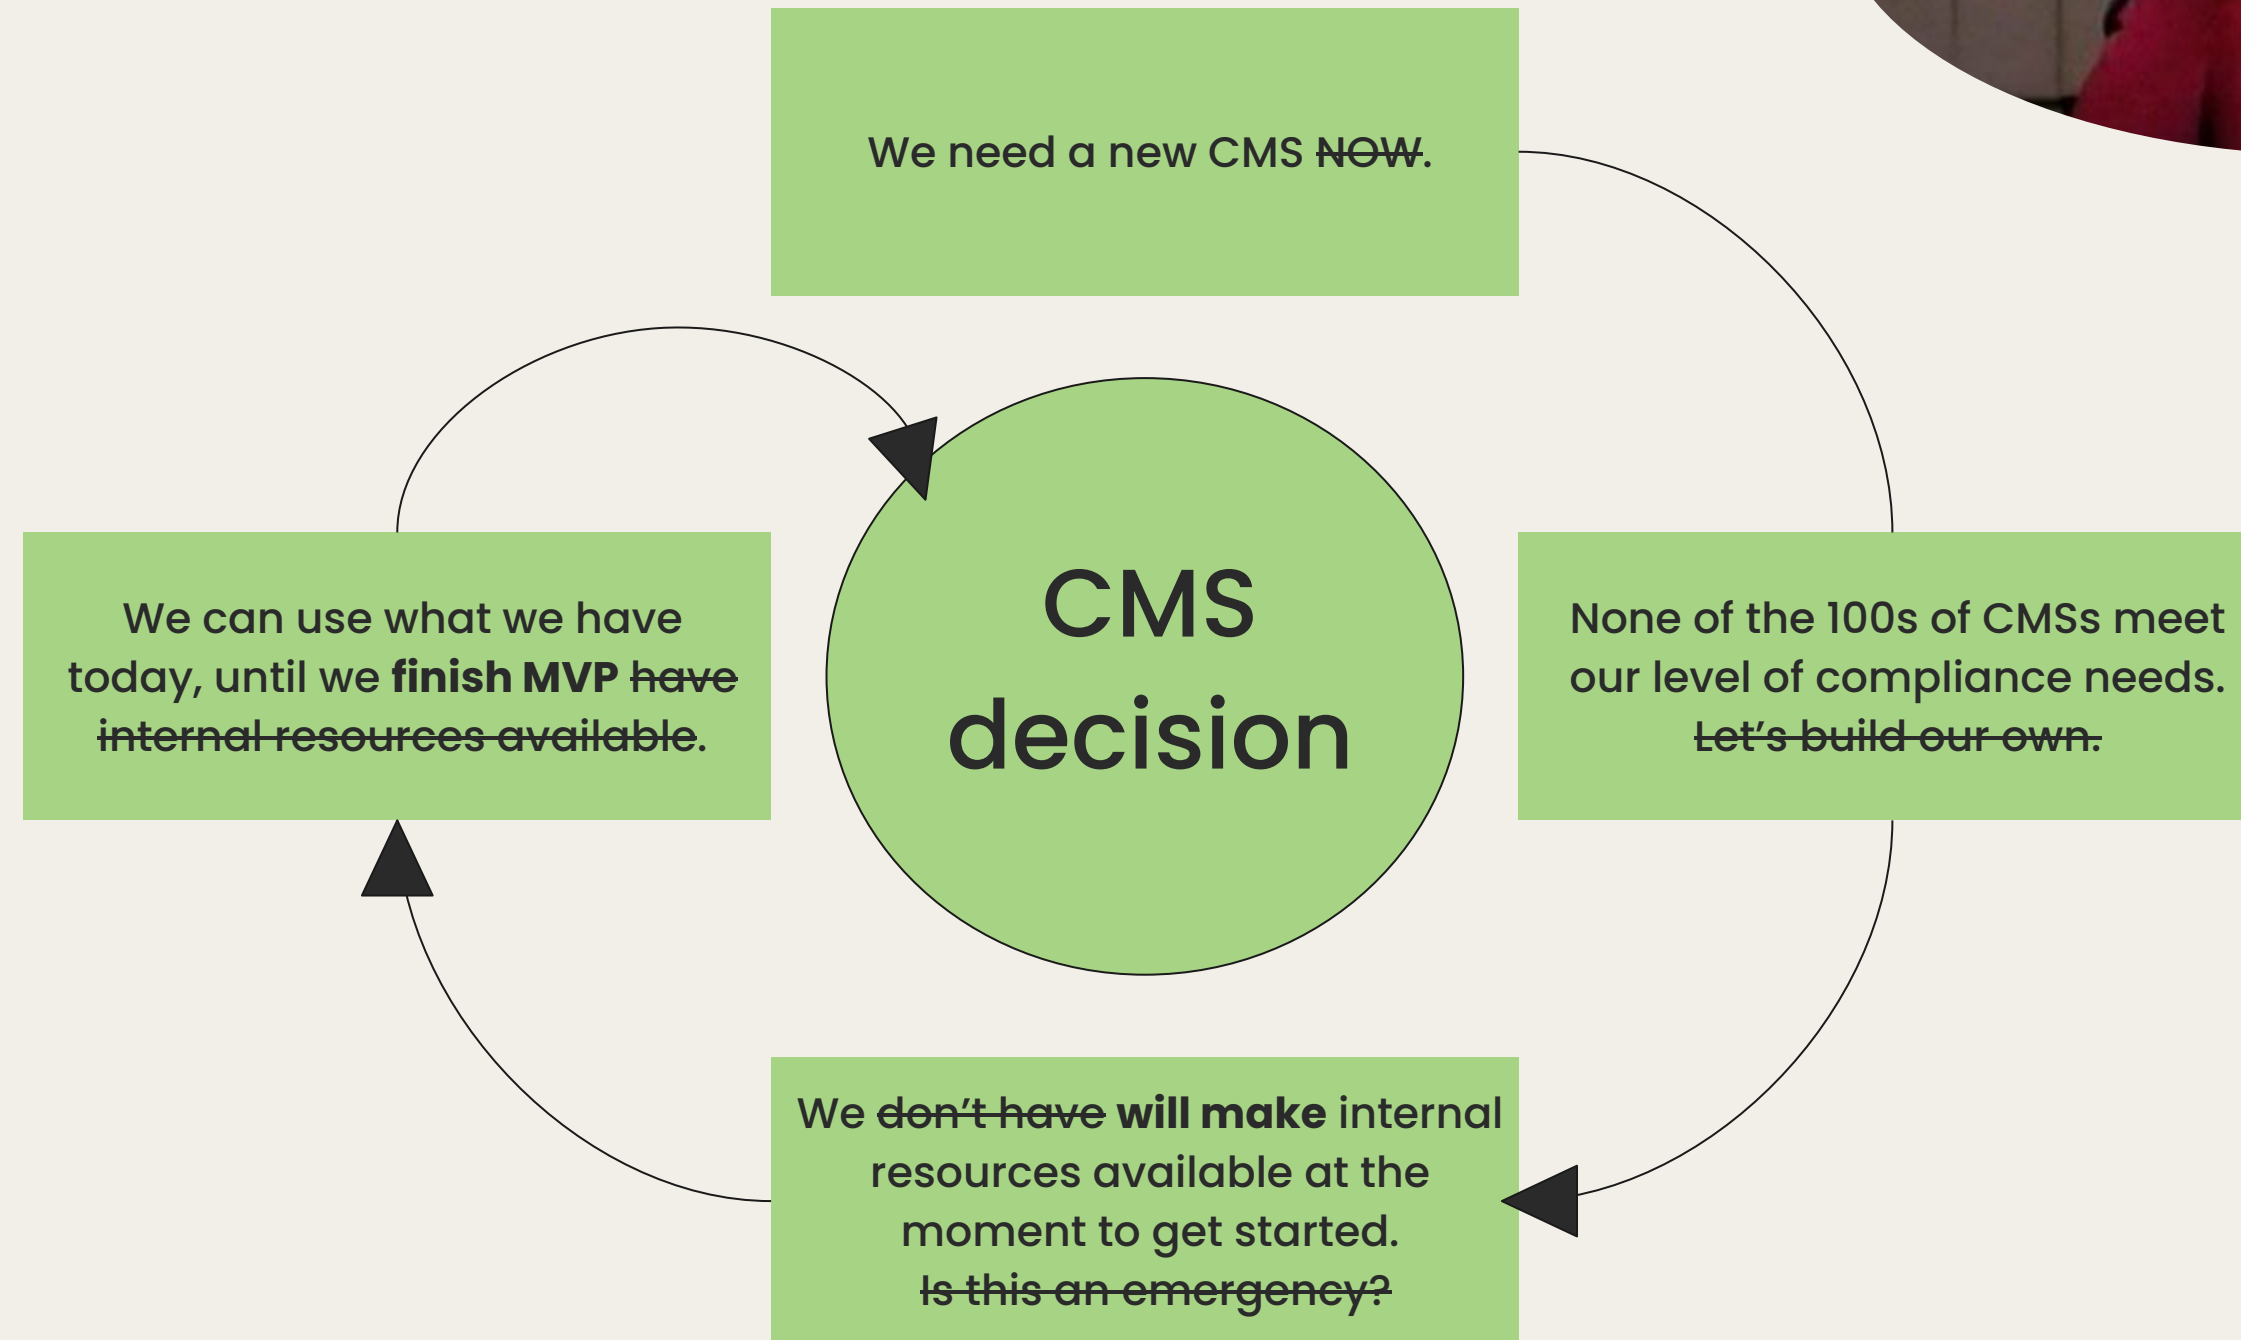 We need a new CMS NOW.
None of the 100s of CMSs meet
our level of compliance needs.
Let's build our own.
We don't have will make internal
resources available at the
moment to get started.
Is this an emergency?
We can use what we have
today, until we finish MVP have
internal resources available.
CMS
decision